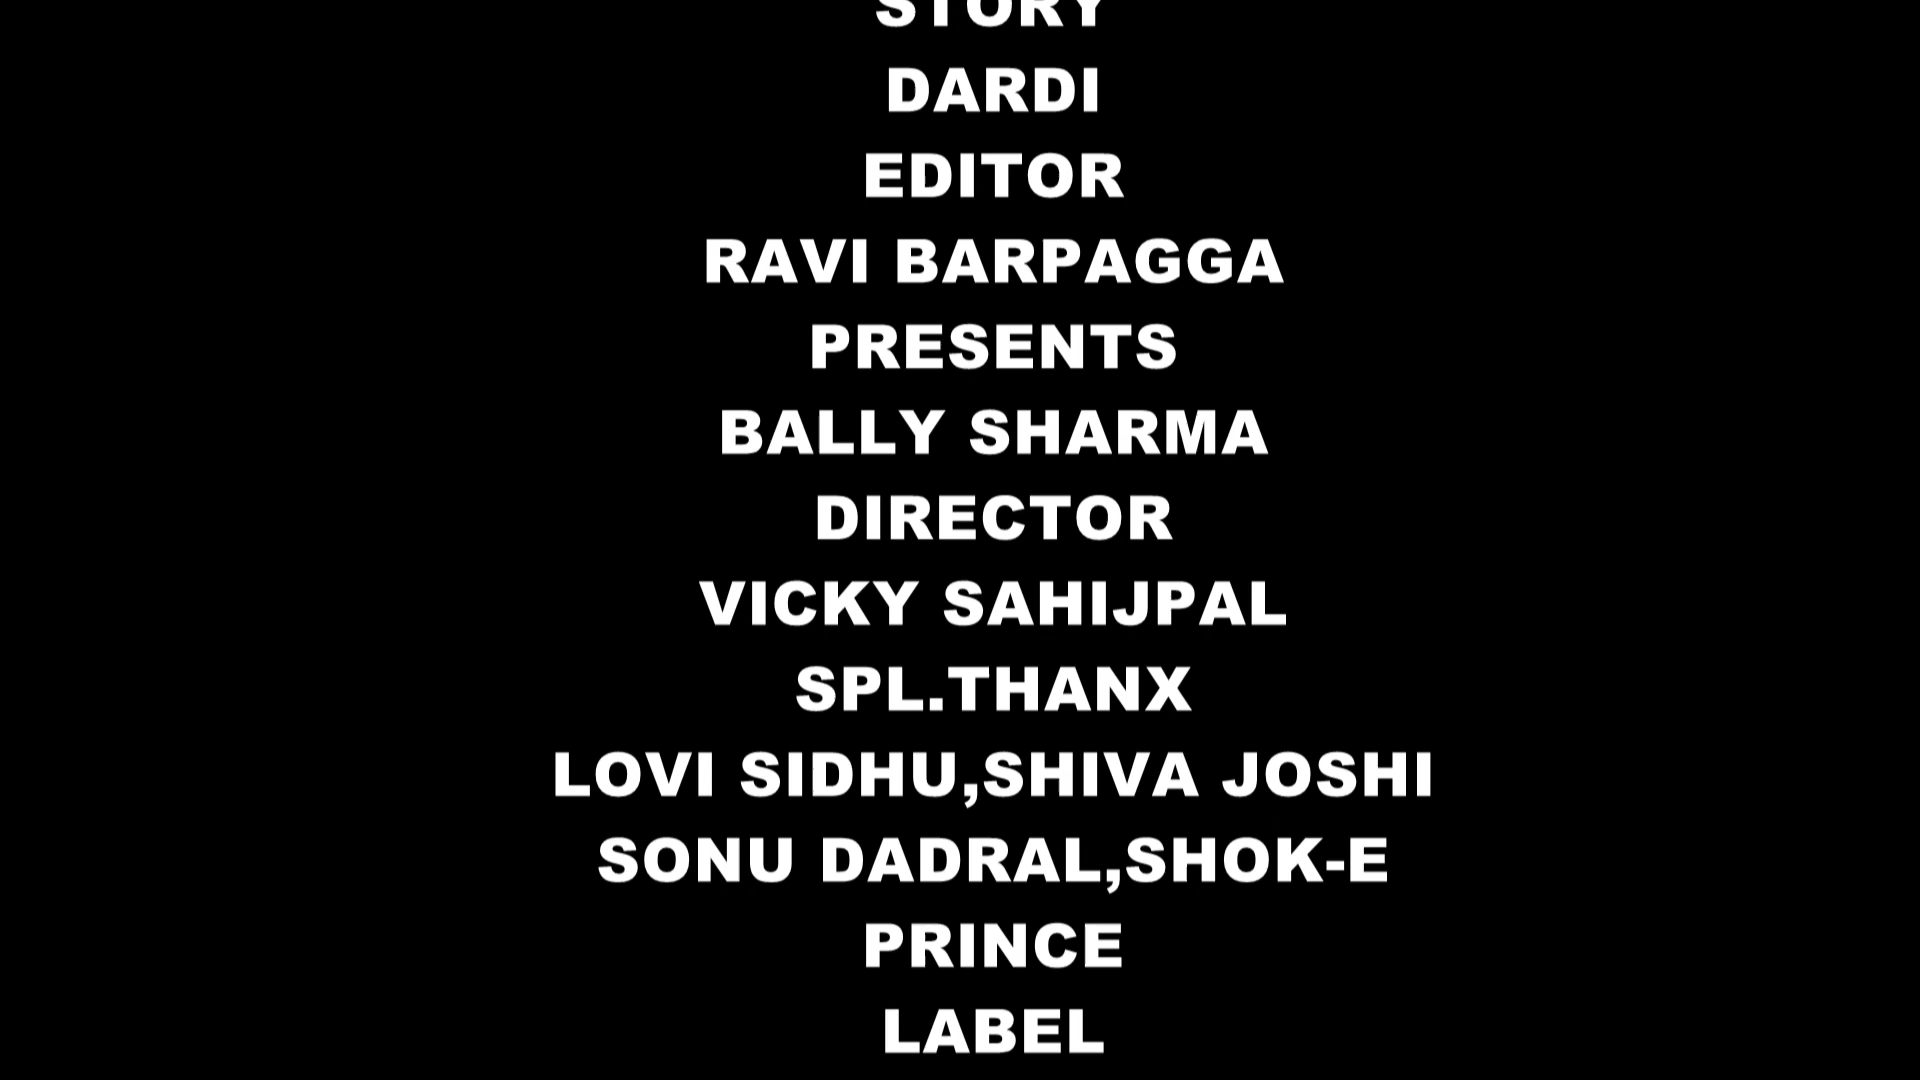 STORY
DARDI
EDITOR
RAVI BARPAGGA
PRESENTS
BALLY SHARMA
DIRECTOR
VICKY SAHIJPAL
SPL.THANX
LOVI SIDHU,SHIVA JOSHI
SONU DADRAL,SHOK-E
PRINCE
LABEL